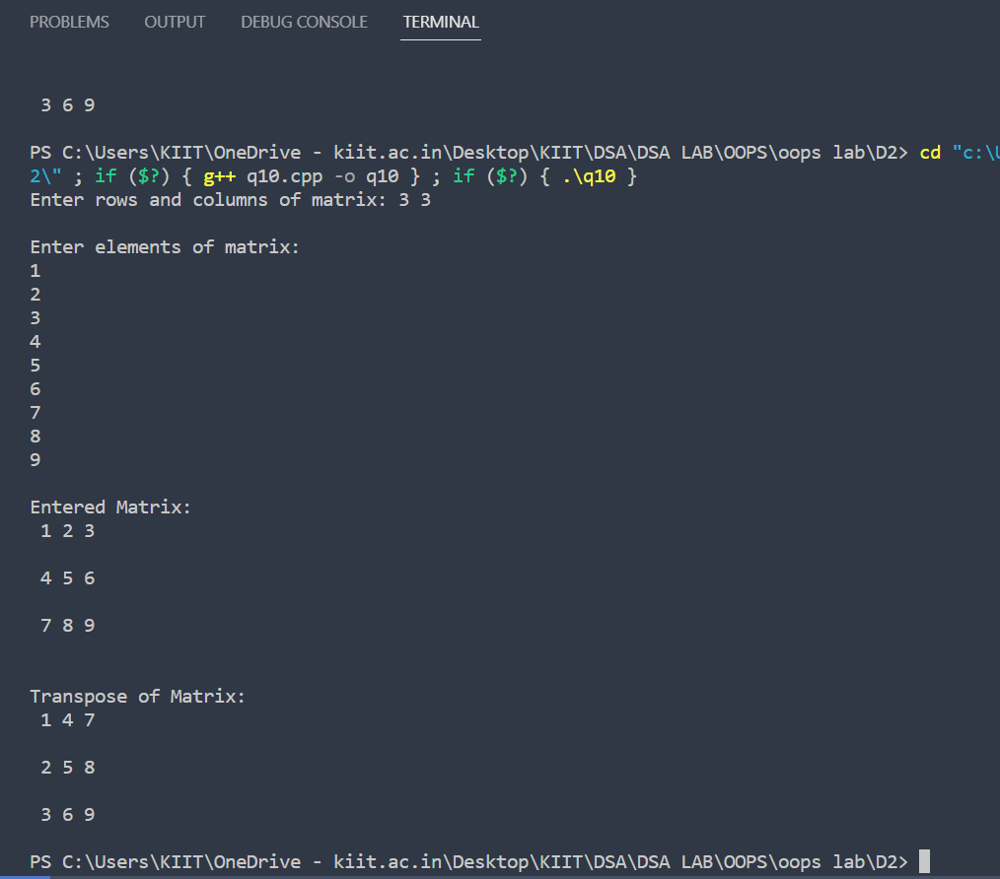 PROBLEMS OUTPUT DEBUG CONSOLE TERMINAL
3 6 9
PS C:\Users\KIIT\OneDrive - kiit.ac.in\Desktop\KIIT\DSA\DSA LAB\OOPS\oops lab\D2> cd "c:\U
2\" ; if ($?) { g++ q10.cpp -o q10 } ; if ($?) { .\q10 }
Enter rows and columns of matrix: 3 3
Enter elements of matrix:
1
2
3
4
5
6
7
8
9
Entered Matrix:
1 2 3
4 5 6
7 8 9
Transpose of Matrix:
1 4 7
2 5 8
3 6 9
PS C:\Users\KIIT\OneDrive - kiit.ac.in\Desktop\KIIT\DSA\DSA LAB\OOPS\oops lab\D2>